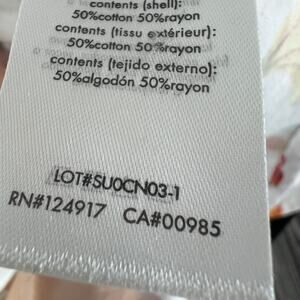 contents (shell):
50%cotton 50%rayon
contents (tissu extérieur):
50%cotton 50%rayon
contents (tejido externo):
50%algodón 50%rayon
LOT#SU0CN03-1
RN#124917 CA#00985